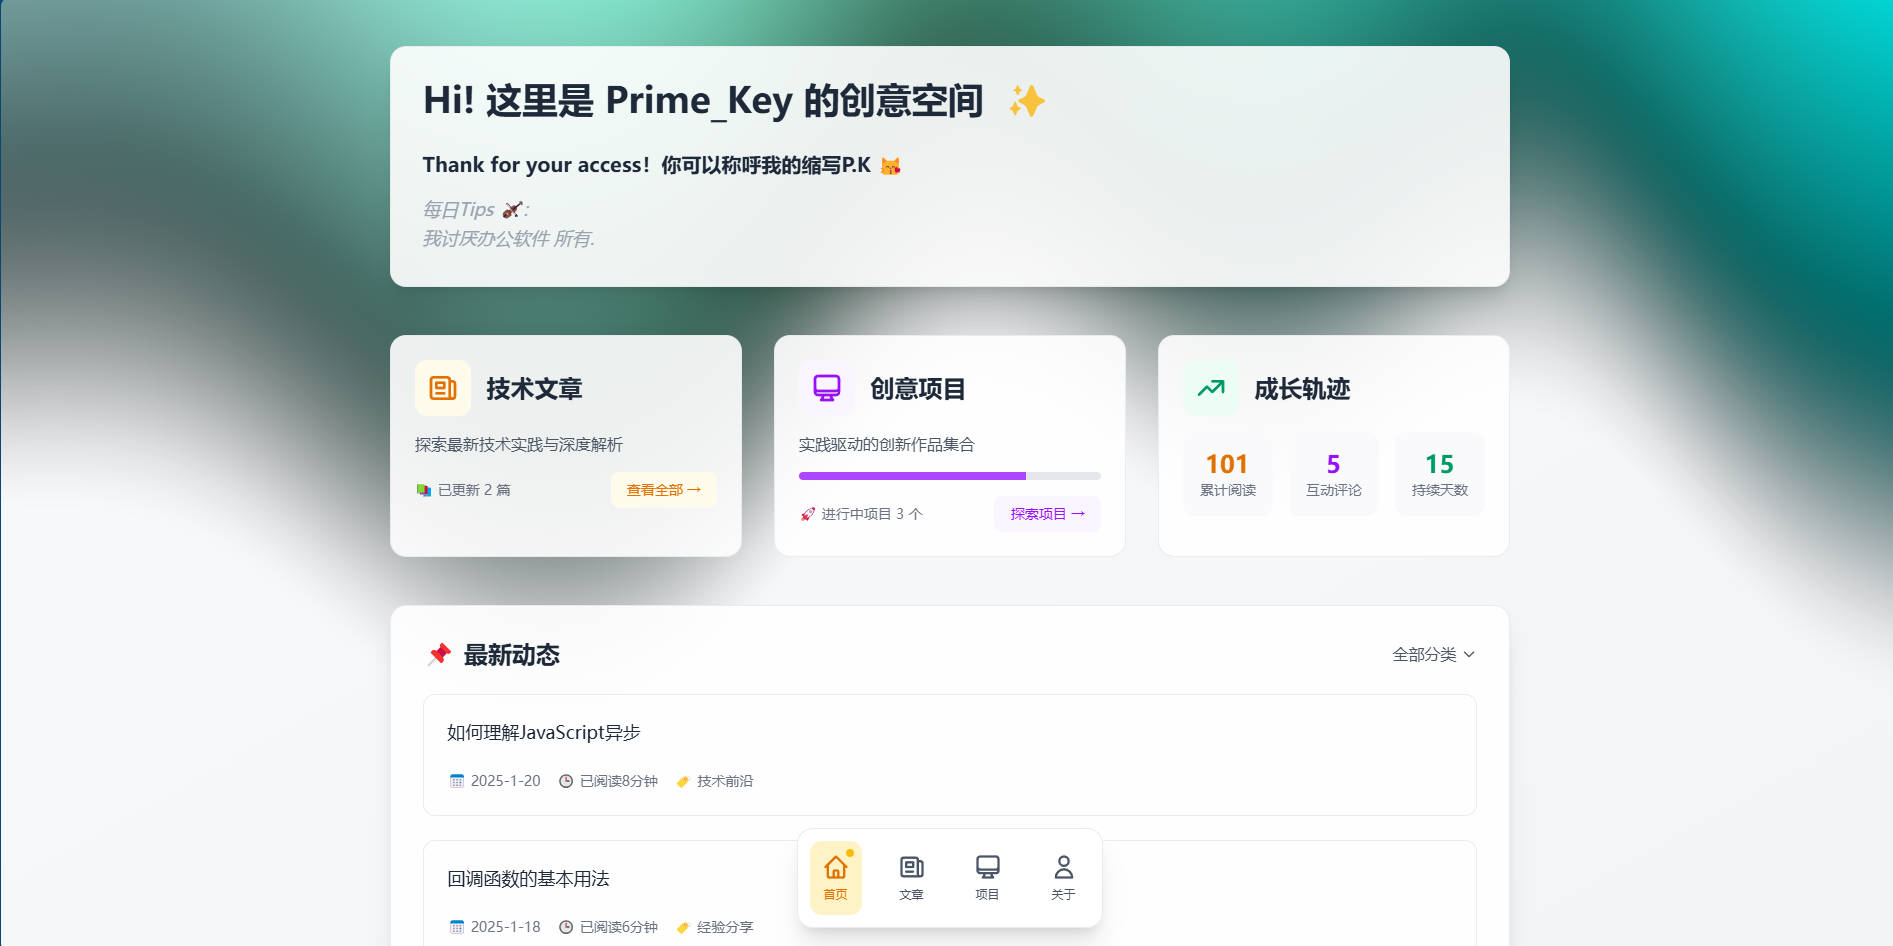 Hi! 这里是 Prime_Key 的创意空间 ✨
Thank for your access！你可以称呼我的缩写P.K 😽
每日Tips 🎻:
我讨厌办公软件 所有.
技术文章
探索最新技术实践与深度解析
📚 已更新 2 篇
查看全部 →
创意项目
实践驱动的创新作品集合
🚀 进行中项目 3 个
探索项目 →
成长轨迹
101
累计阅读
5
互动评论
15
持续天数
📌 最新动态
全部分类
如何理解JavaScript异步
📅 2025-1-20 🕒 已阅读8分钟 🏷️ 技术前沿
回调函数的基本用法
📅 2025-1-18 🕒 已阅读6分钟 🏷️ 经验分享
首页
文章
项目
关于